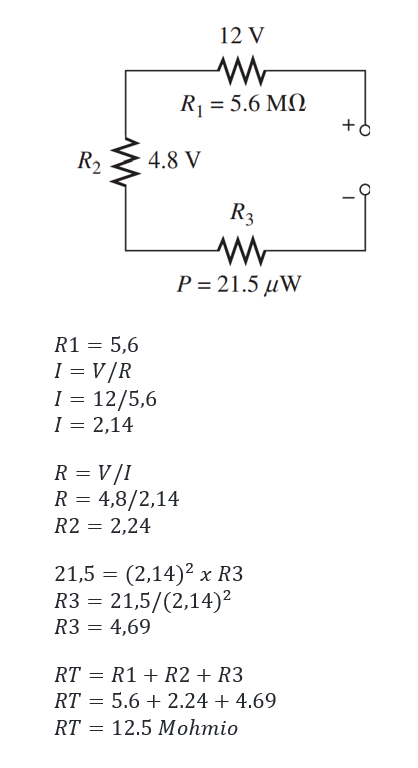 12 V
R₁ = 5.6 MΩ
+
R₂
4.8 V
−
R₃
P = 21.5 μW
R1 = 5,6
I = V/R
I = 12/5,6
I = 2,14
R = V/I
R = 4,8/2,14
R2 = 2,24
21,5 = (2,14)² x R3
R3 = 21,5/(2,14)²
R3 = 4,69
RT = R1 + R2 + R3
RT = 5.6 + 2.24 + 4.69
RT = 12.5 Mohmio